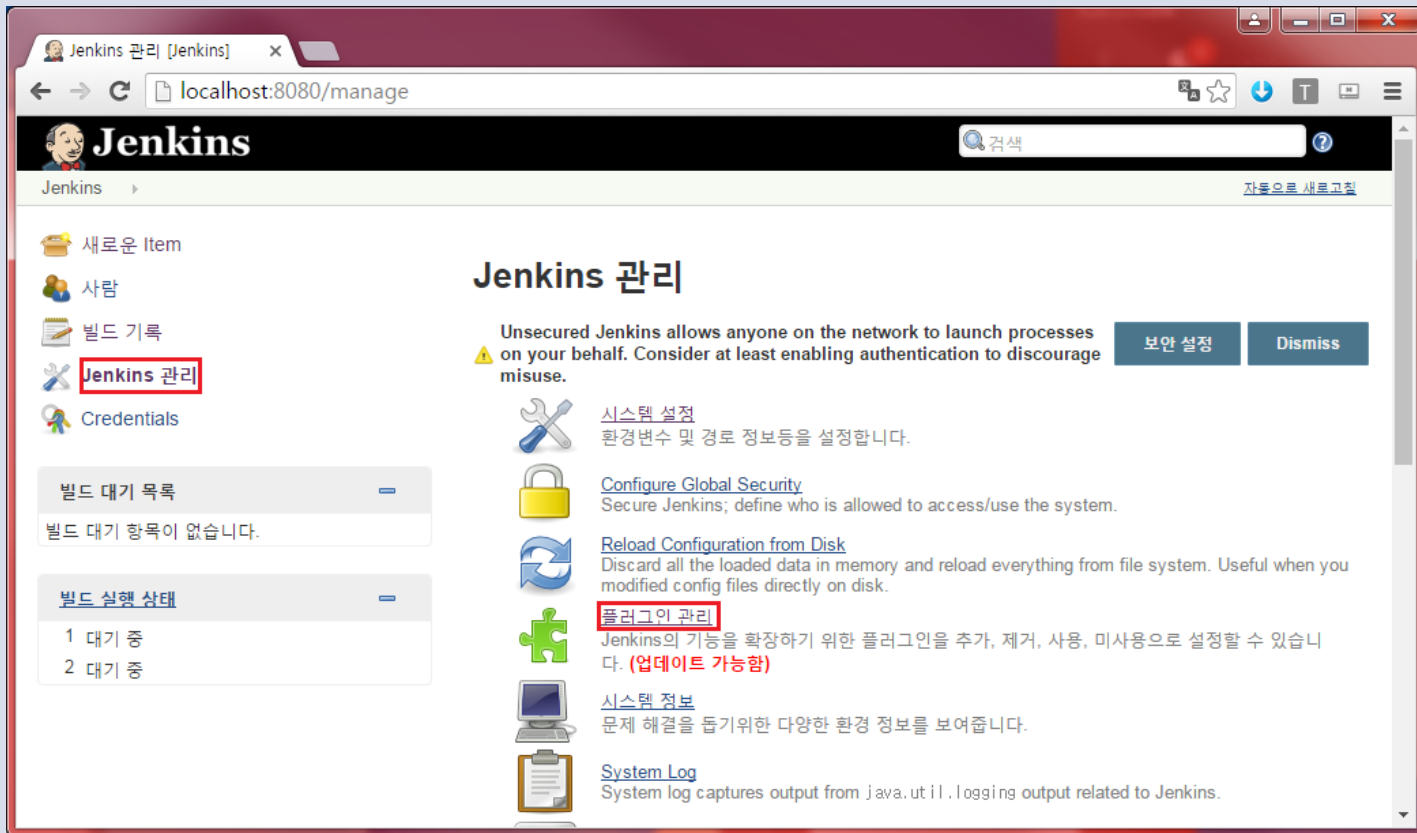 Jenkins 관리 [Jenkins]
localhost:8080/manage
Jenkins
검색
Jenkins
자동으로 새로고침
새로운 Item
사람
빌드 기록
Jenkins 관리
Credentials
빌드 대기 목록
빌드 대기 항목이 없습니다.
빌드 실행 상태
1 대기 중
2 대기 중
Jenkins 관리
Unsecured Jenkins allows anyone on the network to launch processes
on your behalf. Consider at least enabling authentication to discourage
misuse.
보안 설정
Dismiss
시스템 설정
환경변수 및 경로 정보등을 설정합니다.
Configure Global Security
Secure Jenkins; define who is allowed to access/use the system.
Reload Configuration from Disk
Discard all the loaded data in memory and reload everything from file system. Useful when you
modified config files directly on disk.
플러그인 관리
Jenkins의 기능을 확장하기 위한 플러그인을 추가, 제거, 사용, 미사용으로 설정할 수 있습니
다. (업데이트 가능함)
시스템 정보
문제 해결을 돕기위한 다양한 환경 정보를 보여줍니다.
System Log
System log captures output from java.util.logging output related to Jenkins.